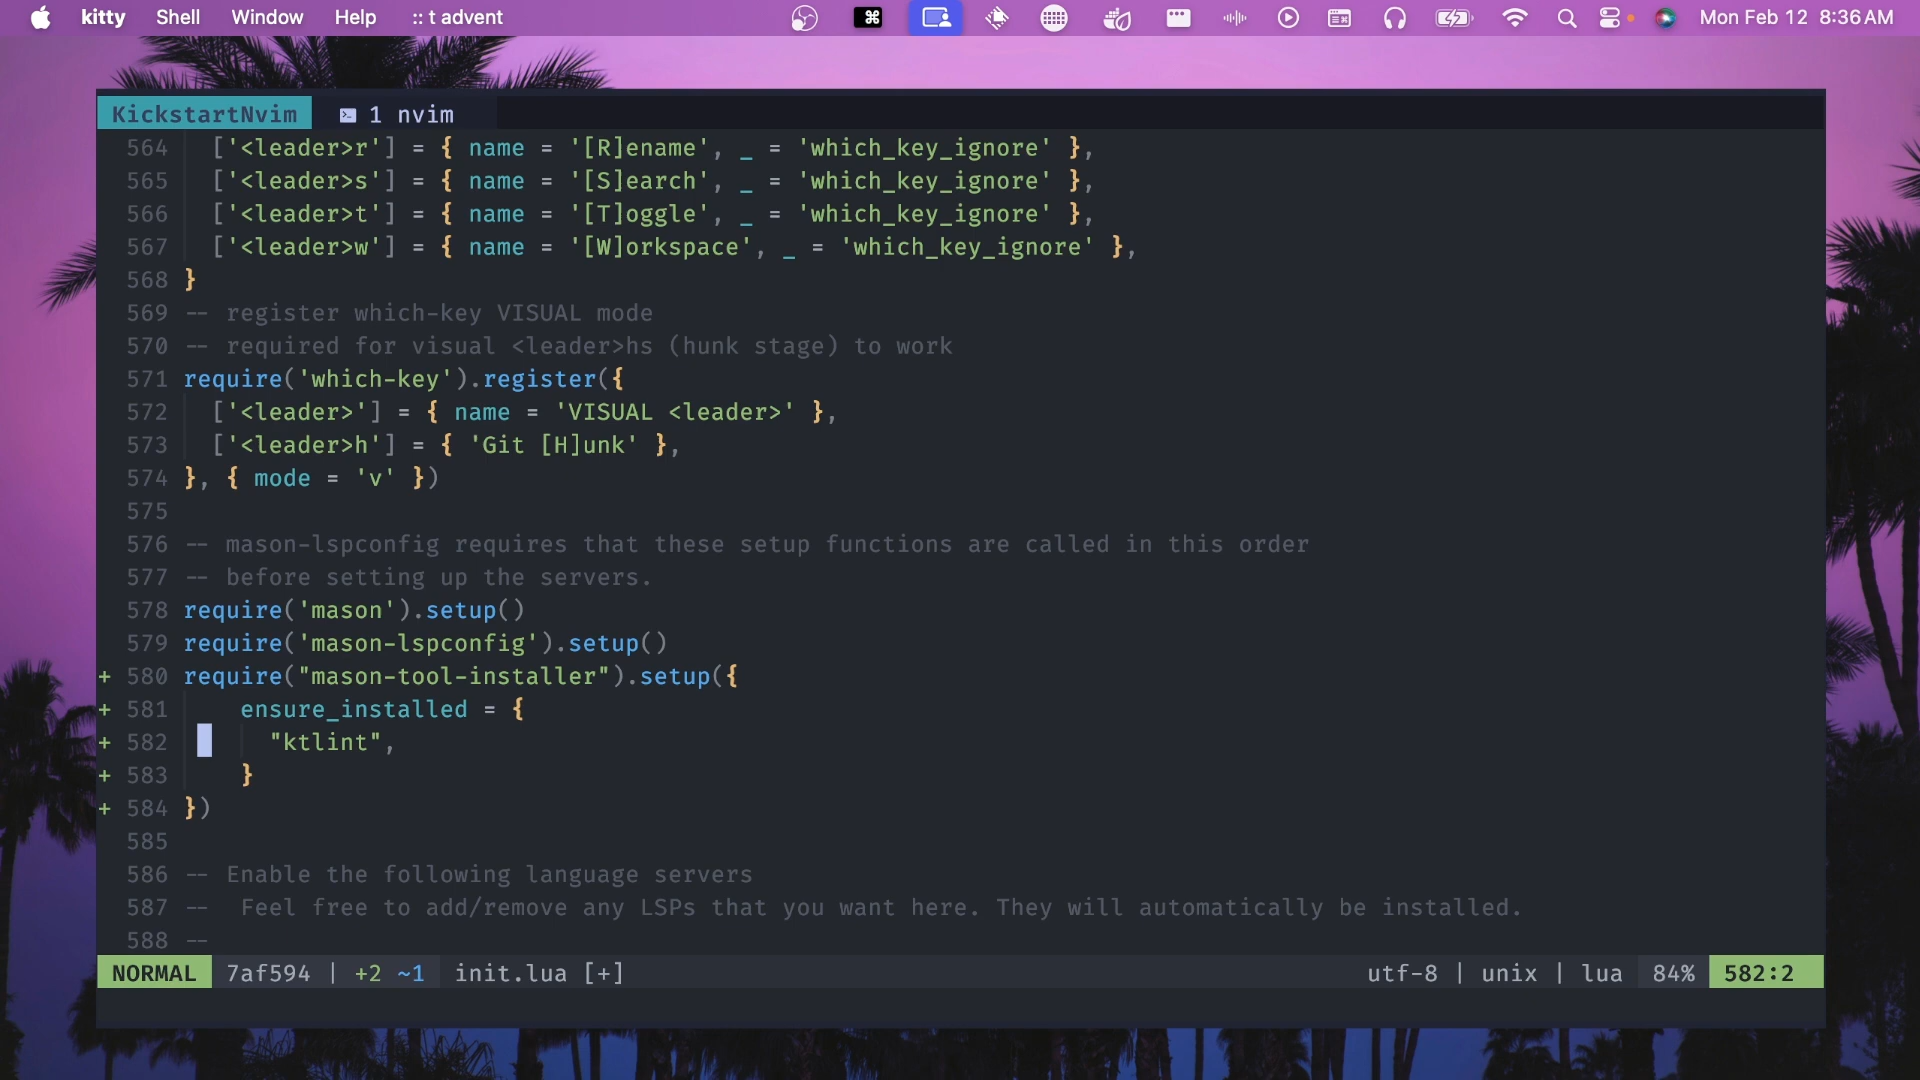 kitty Shell Window Help :: t advent Mon Feb 12 8:36 AM
KickstartNvim 1 nvim
564 ['<leader>r'] = { name = '[R]ename', _ = 'which_key_ignore' },
565 ['<leader>s'] = { name = '[S]earch', _ = 'which_key_ignore' },
566 ['<leader>t'] = { name = '[T]oggle', _ = 'which_key_ignore' },
567 ['<leader>w'] = { name = '[W]orkspace', _ = 'which_key_ignore' },
568 }
569 -- register which-key VISUAL mode
570 -- required for visual <leader>hs (hunk stage) to work
571 require('which-key').register({
572 ['<leader>'] = { name = 'VISUAL <leader>' },
573 ['<leader>h'] = { 'Git [H]unk' },
574 }, { mode = 'v' })
575
576 -- mason-lspconfig requires that these setup functions are called in this order
577 -- before setting up the servers.
578 require('mason').setup()
579 require('mason-lspconfig').setup()
+ 580 require("mason-tool-installer").setup({
+ 581 ensure_installed = {
+ 582 "ktlint",
+ 583 }
+ 584 })
585
586 -- Enable the following language servers
587 -- Feel free to add/remove any LSPs that you want here. They will automatically be installed.
588 --
NORMAL 7af594 | +2 ~1 init.lua [+] utf-8 | unix | lua 84% 582:2